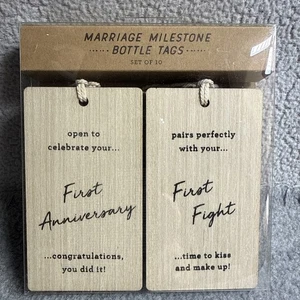 MARRIAGE MILESTONE
BOTTLE TAGS
SET OF 10
open to
celebrate your...
First
Anniversary
...congratulations,
you did it!
pairs perfectly
with your...
First
Fight
...time to kiss
and make up!